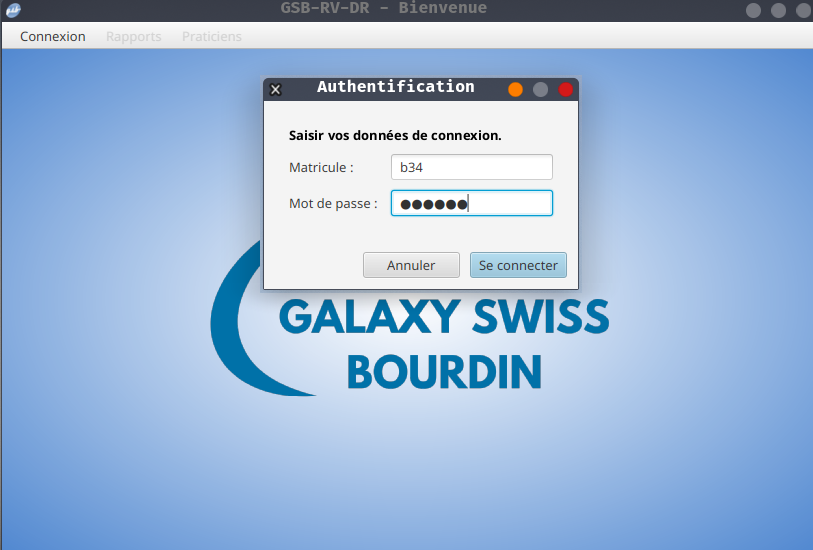 GSB-RV-DR - Bienvenue
Connexion Rapports Praticiens
Authentification
Saisir vos données de connexion.
Matricule : b34
Mot de passe : ●●●●●●
Annuler Se connecter
GALAXY SWISS
BOURDIN